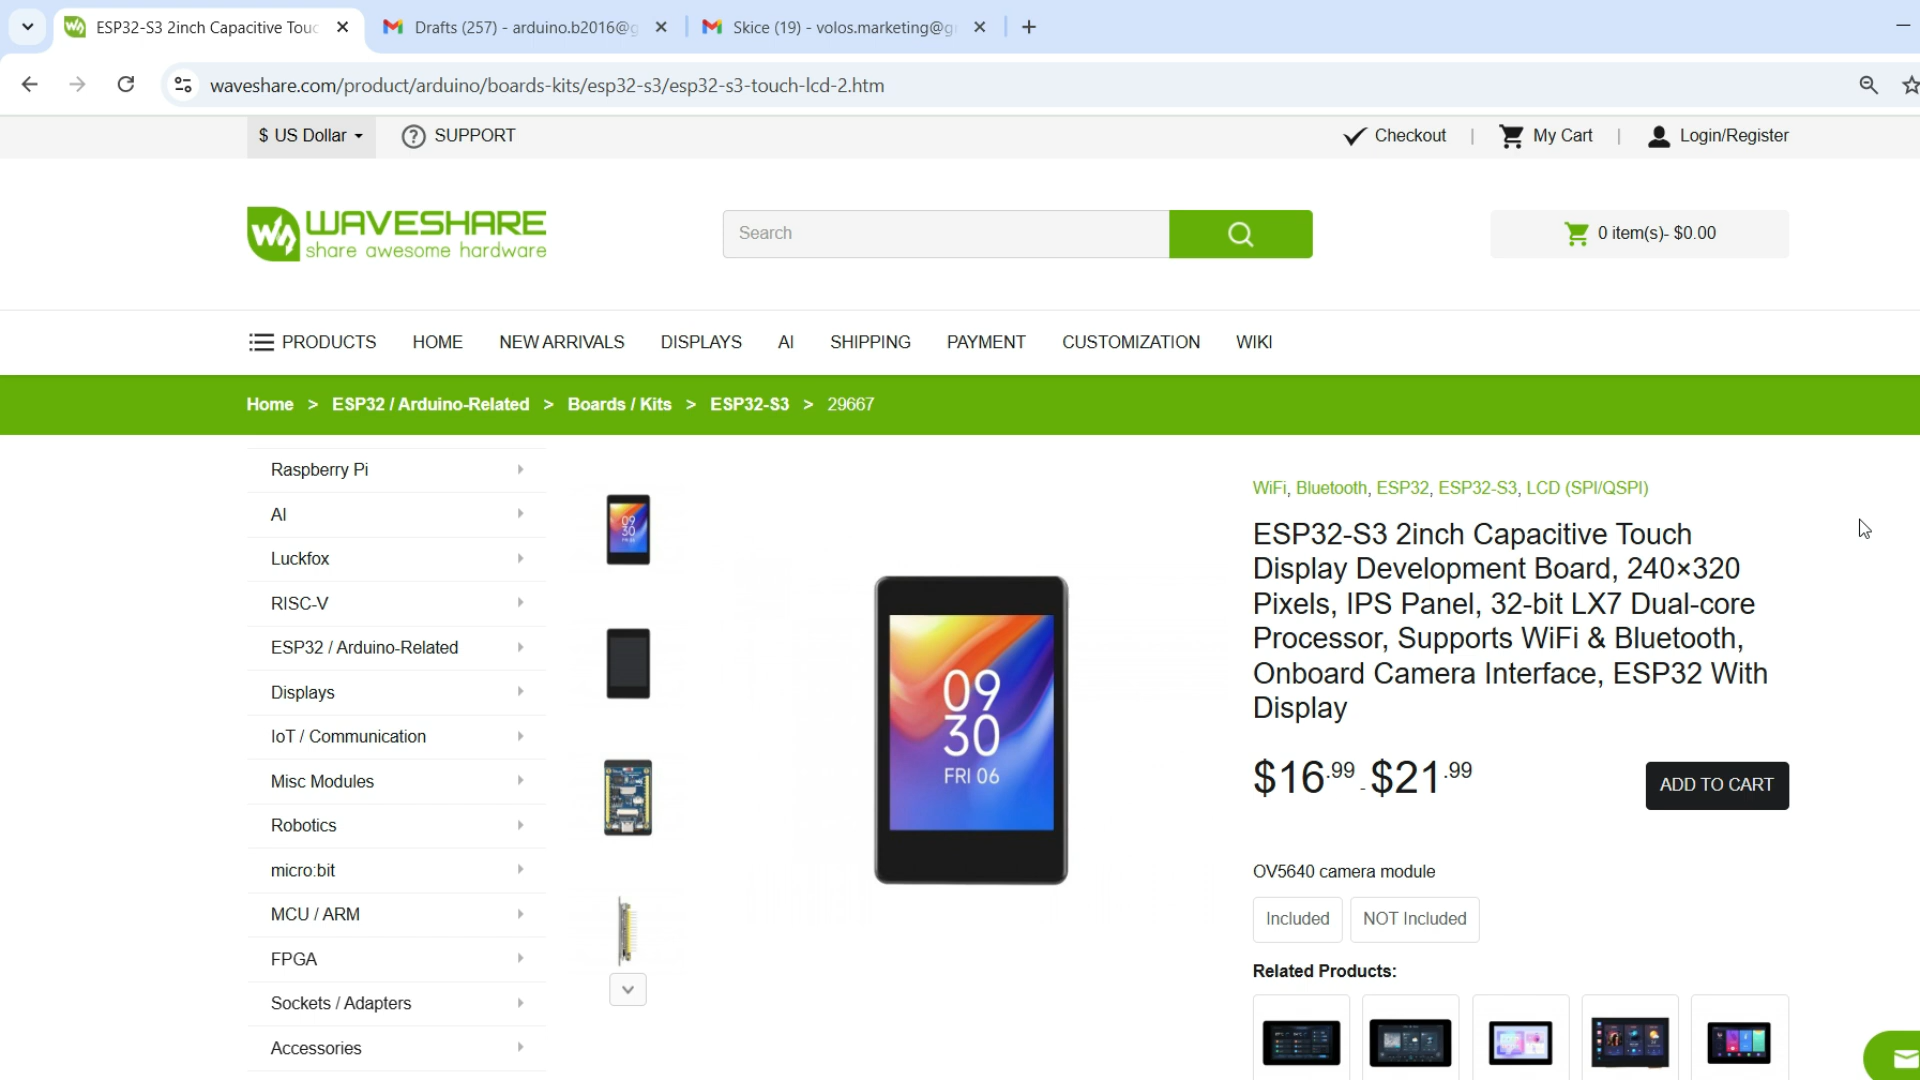 ESP32-S3 2inch Capacitive Touc
Drafts (257) - arduino.b2016@g
Skice (19) - volos.marketing@g
waveshare.com/product/arduino/boards-kits/esp32-s3/esp32-s3-touch-lcd-2.htm
$ US Dollar
SUPPORT
Checkout
|
My Cart
|
Login/Register
WAVESHARE
share awesome hardware
Search
0 item(s)- $0.00
PRODUCTS
HOME
NEW ARRIVALS
DISPLAYS
AI
SHIPPING
PAYMENT
CUSTOMIZATION
WIKI
Home > ESP32 / Arduino-Related > Boards / Kits > ESP32-S3 > 29667
Raspberry Pi
AI
Luckfox
RISC-V
ESP32 / Arduino-Related
Displays
IoT / Communication
Misc Modules
Robotics
micro:bit
MCU / ARM
FPGA
Sockets / Adapters
Accessories
09
30
FRI 06
09
30
FRI 06
WiFi, Bluetooth, ESP32, ESP32-S3, LCD (SPI/QSPI)
ESP32-S3 2inch Capacitive Touch
Display Development Board, 240×320
Pixels, IPS Panel, 32-bit LX7 Dual-core
Processor, Supports WiFi & Bluetooth,
Onboard Camera Interface, ESP32 With
Display
$16.99 - $21.99
ADD TO CART
OV5640 camera module
Included
NOT Included
Related Products: